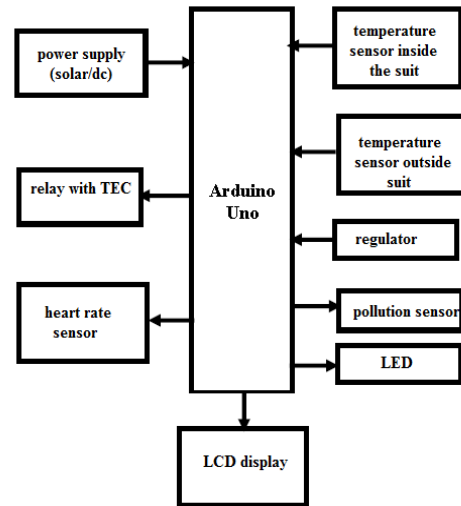 power supply
(solar/dc)
relay with TEC
heart rate
sensor
Arduino
Uno
temperature
sensor inside
the suit
temperature
sensor outside
suit
regulator
pollution sensor
LED
LCD display